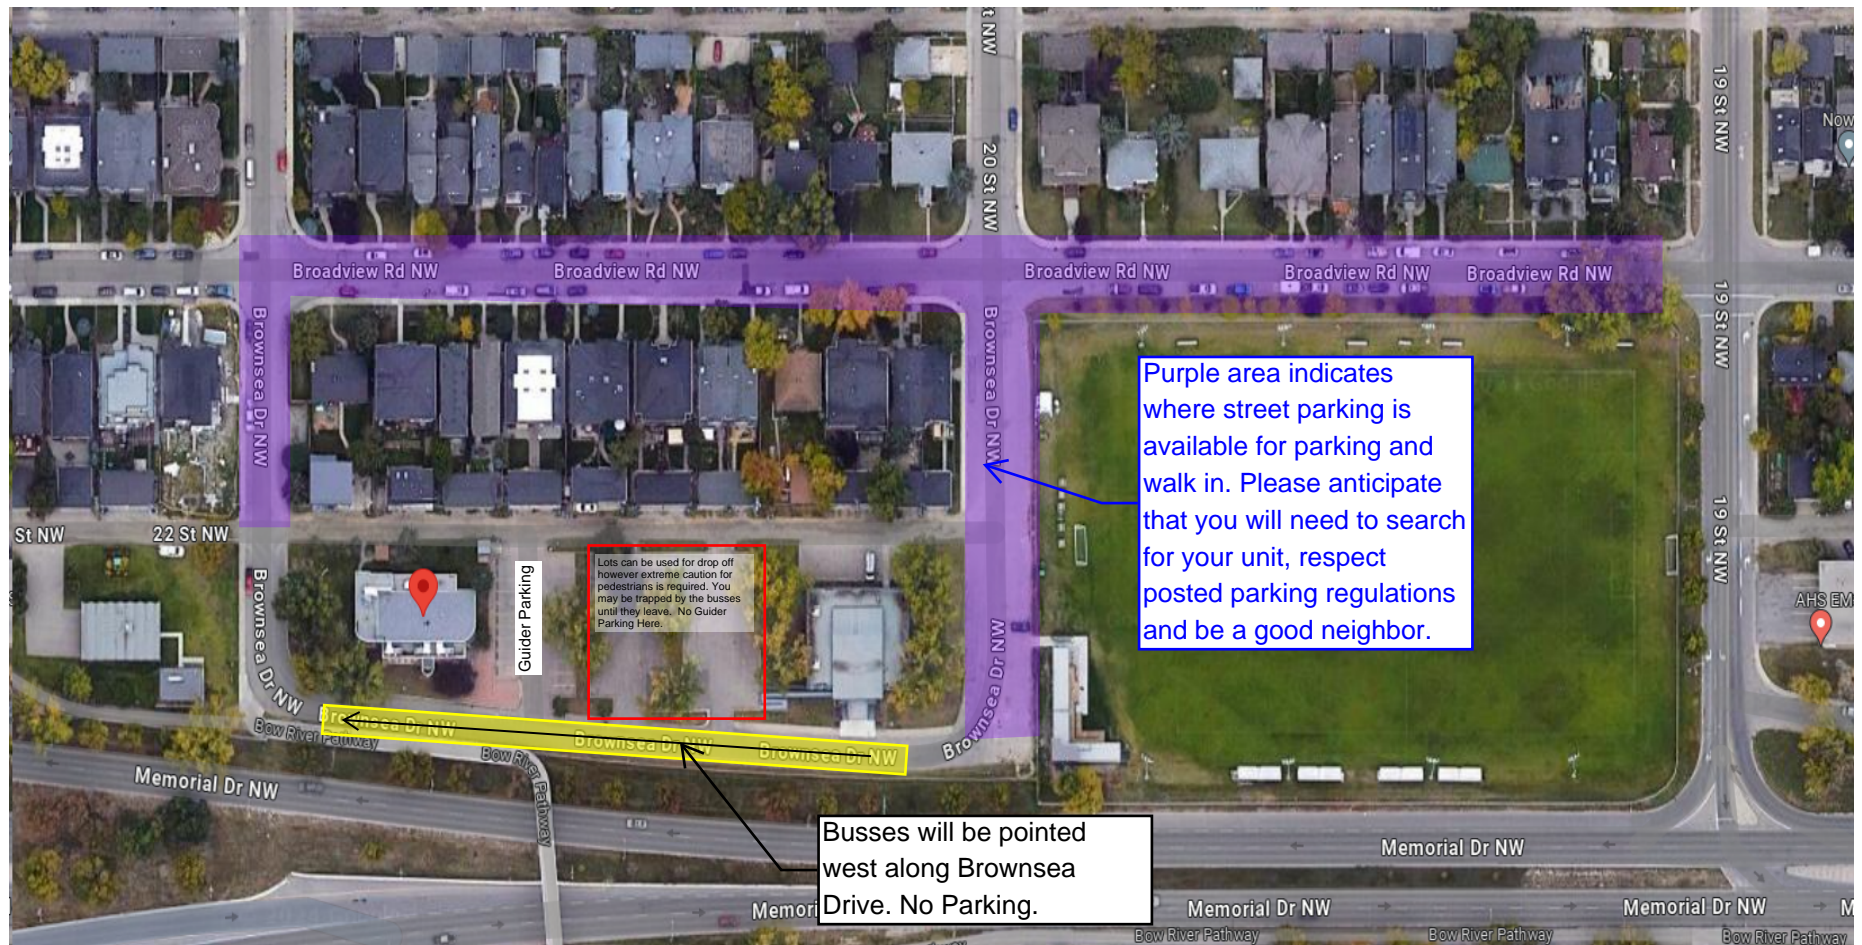 t NW
20 St NW
19 St NW
Now
Broadview Rd NW
Broadview Rd NW
Broadview Rd NW
Broadview Rd NW
Broadview Rd NW
Brownsea Dr NW
Brownsea Dr NW
19 St NW
Purple area indicates
where street parking is
available for parking and
walk in. Please anticipate
that you will need to search
for your unit, respect
posted parking regulations
and be a good neighbor.
St NW
22 St NW
19 St NW
Lots can be used for drop off
however extreme caution for
pedestrians is required. You
may be trapped by the busses
until they leave. No Guider
Parking Here.
Guider Parking
Brownsea Dr NW
AHS EM
Brownsea Dr NW
Brownsea Dr NW
Brownsea Dr NW
Brownsea Dr NW
Bow River Pathway
Bow River Pathway
Memorial Dr NW
Busses will be pointed
west along Brownsea
Drive. No Parking.
Memorial Dr NW
Memori
Memorial Dr NW
Memorial Dr NW
M
Bow River Pathway
Bow River Pathway
Bow River Pathway